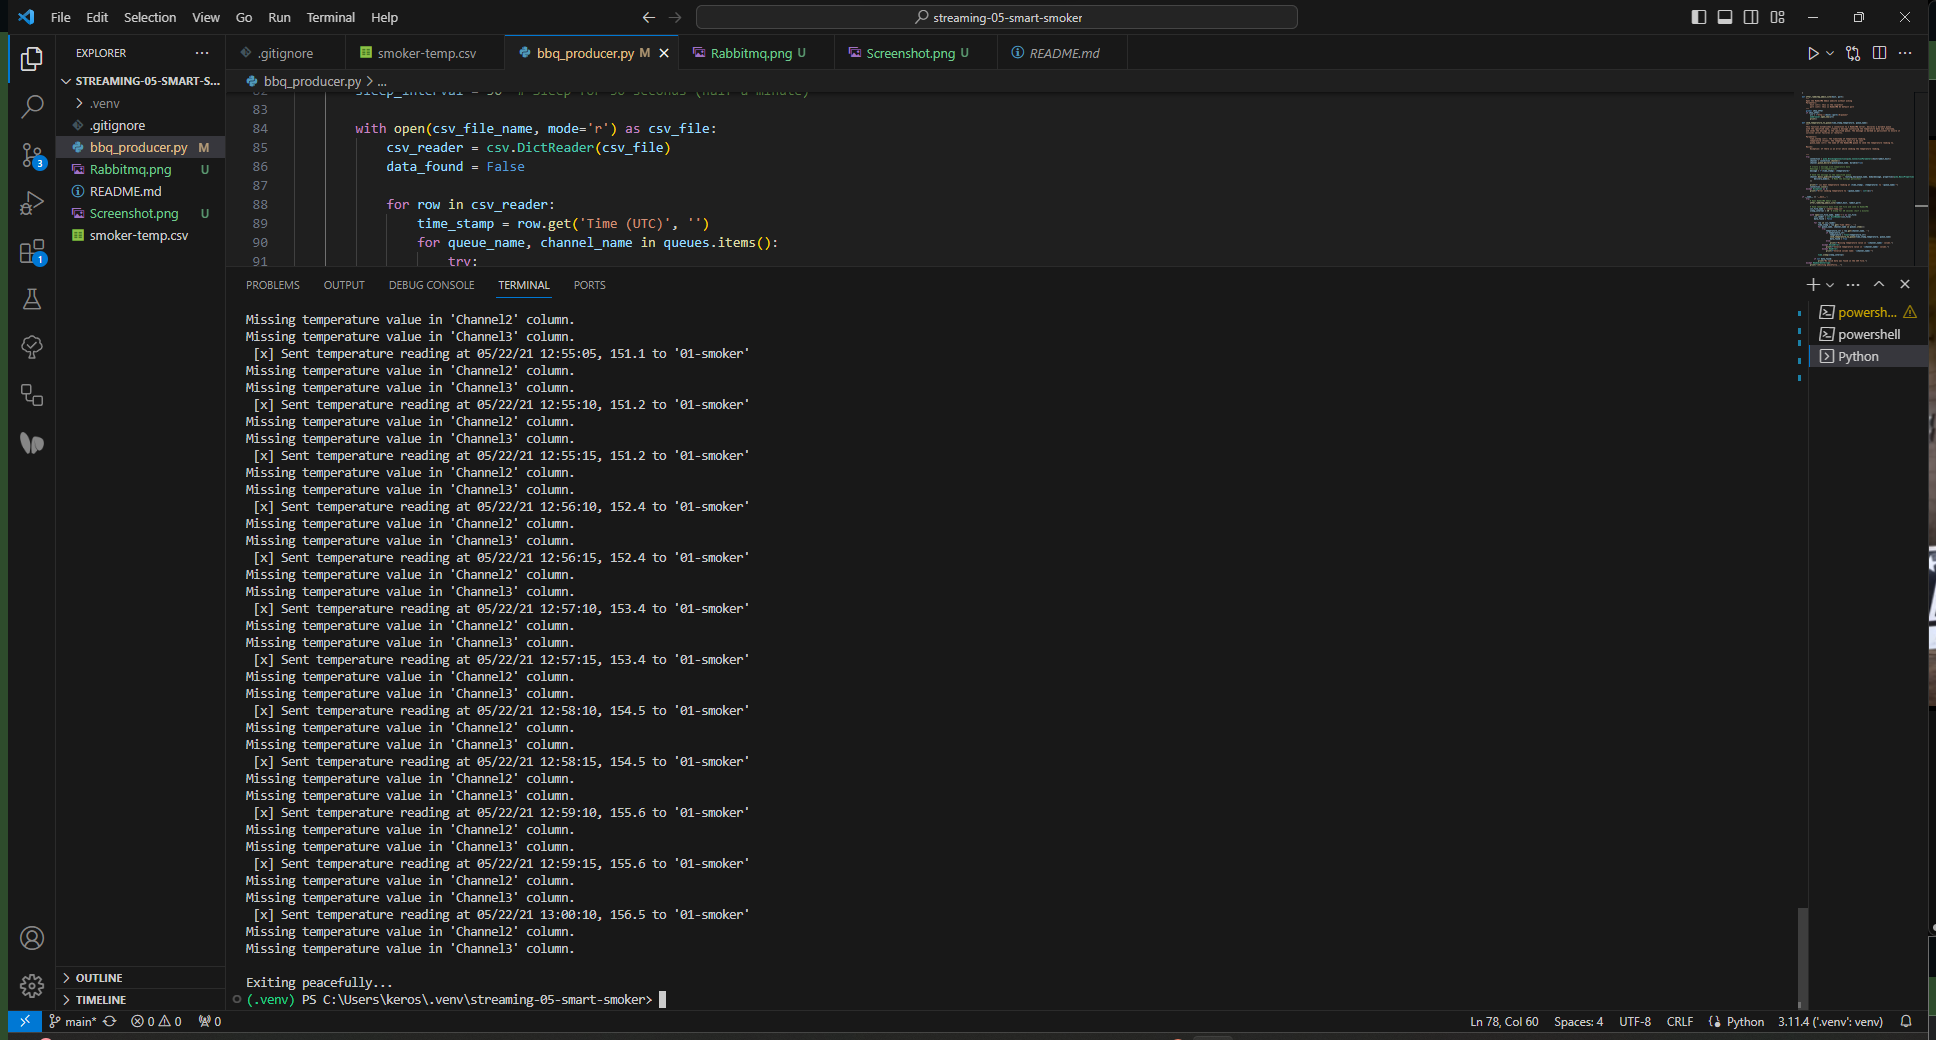 File Edit Selection View Go Run Terminal Help
streaming-05-smart-smoker
EXPLORER
STREAMING-05-SMART-S...
.venv
.gitignore
bbq_producer.py M
Rabbitmq.png U
README.md
Screenshot.png U
smoker-temp.csv
3
1
OUTLINE
TIMELINE
.gitignore
smoker-temp.csv
bbq_producer.py M
Rabbitmq.png U
Screenshot.png U
README.md
bbq_producer.py > ...
82 sleep_interval = 30 # Sleep for 30 seconds (half a minute)
83
84 with open(csv_file_name, mode='r') as csv_file:
85 csv_reader = csv.DictReader(csv_file)
86 data_found = False
87
88 for row in csv_reader:
89 time_stamp = row.get('Time (UTC)', '')
90 for queue_name, channel_name in queues.items():
91 try:
PROBLEMS OUTPUT DEBUG CONSOLE TERMINAL PORTS
Missing temperature value in 'Channel2' column.
Missing temperature value in 'Channel3' column.
[x] Sent temperature reading at 05/22/21 12:55:05, 151.1 to '01-smoker'
Missing temperature value in 'Channel2' column.
Missing temperature value in 'Channel3' column.
[x] Sent temperature reading at 05/22/21 12:55:10, 151.2 to '01-smoker'
Missing temperature value in 'Channel2' column.
Missing temperature value in 'Channel3' column.
[x] Sent temperature reading at 05/22/21 12:55:15, 151.2 to '01-smoker'
Missing temperature value in 'Channel2' column.
Missing temperature value in 'Channel3' column.
[x] Sent temperature reading at 05/22/21 12:56:10, 152.4 to '01-smoker'
Missing temperature value in 'Channel2' column.
Missing temperature value in 'Channel3' column.
[x] Sent temperature reading at 05/22/21 12:56:15, 152.4 to '01-smoker'
Missing temperature value in 'Channel2' column.
Missing temperature value in 'Channel3' column.
[x] Sent temperature reading at 05/22/21 12:57:10, 153.4 to '01-smoker'
Missing temperature value in 'Channel2' column.
Missing temperature value in 'Channel3' column.
[x] Sent temperature reading at 05/22/21 12:57:15, 153.4 to '01-smoker'
Missing temperature value in 'Channel2' column.
Missing temperature value in 'Channel3' column.
[x] Sent temperature reading at 05/22/21 12:58:10, 154.5 to '01-smoker'
Missing temperature value in 'Channel2' column.
Missing temperature value in 'Channel3' column.
[x] Sent temperature reading at 05/22/21 12:58:15, 154.5 to '01-smoker'
Missing temperature value in 'Channel2' column.
Missing temperature value in 'Channel3' column.
[x] Sent temperature reading at 05/22/21 12:59:10, 155.6 to '01-smoker'
Missing temperature value in 'Channel2' column.
Missing temperature value in 'Channel3' column.
[x] Sent temperature reading at 05/22/21 12:59:15, 155.6 to '01-smoker'
Missing temperature value in 'Channel2' column.
Missing temperature value in 'Channel3' column.
[x] Sent temperature reading at 05/22/21 13:00:10, 156.5 to '01-smoker'
Missing temperature value in 'Channel2' column.
Missing temperature value in 'Channel3' column.
Exiting peacefully...
(.venv) PS C:\Users\keros\.venv\streaming-05-smart-smoker>
powersh...
powershell
Python
main* 0 0 0
Ln 78, Col 60 Spaces: 4 UTF-8 CRLF Python 3.11.4 ('.venv': venv)